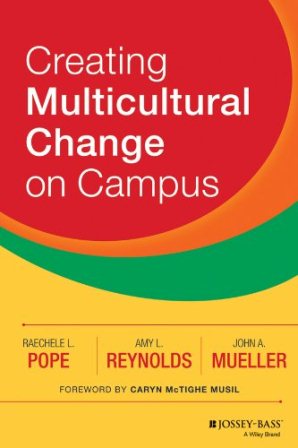 Creating
Multicultural
Change
on Campus
RAECHELE L.
POPE
AMY L.
REYNOLDS
JOHN A.
MUELLER
FOREWORD BY CARYN McTIGHE MUSIL
JOSSEY-BASS™
A Wiley Brand